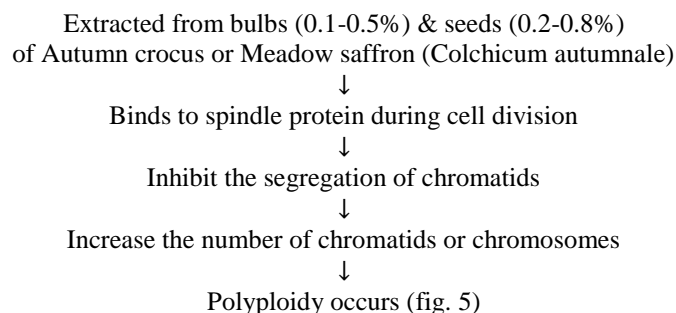 Extracted from bulbs (0.1-0.5%) & seeds (0.2-0.8%)
of Autumn crocus or Meadow saffron (Colchicum autumnale)
↓
Binds to spindle protein during cell division
↓
Inhibit the segregation of chromatids
↓
Increase the number of chromatids or chromosomes
↓
Polyploidy occurs (fig. 5)